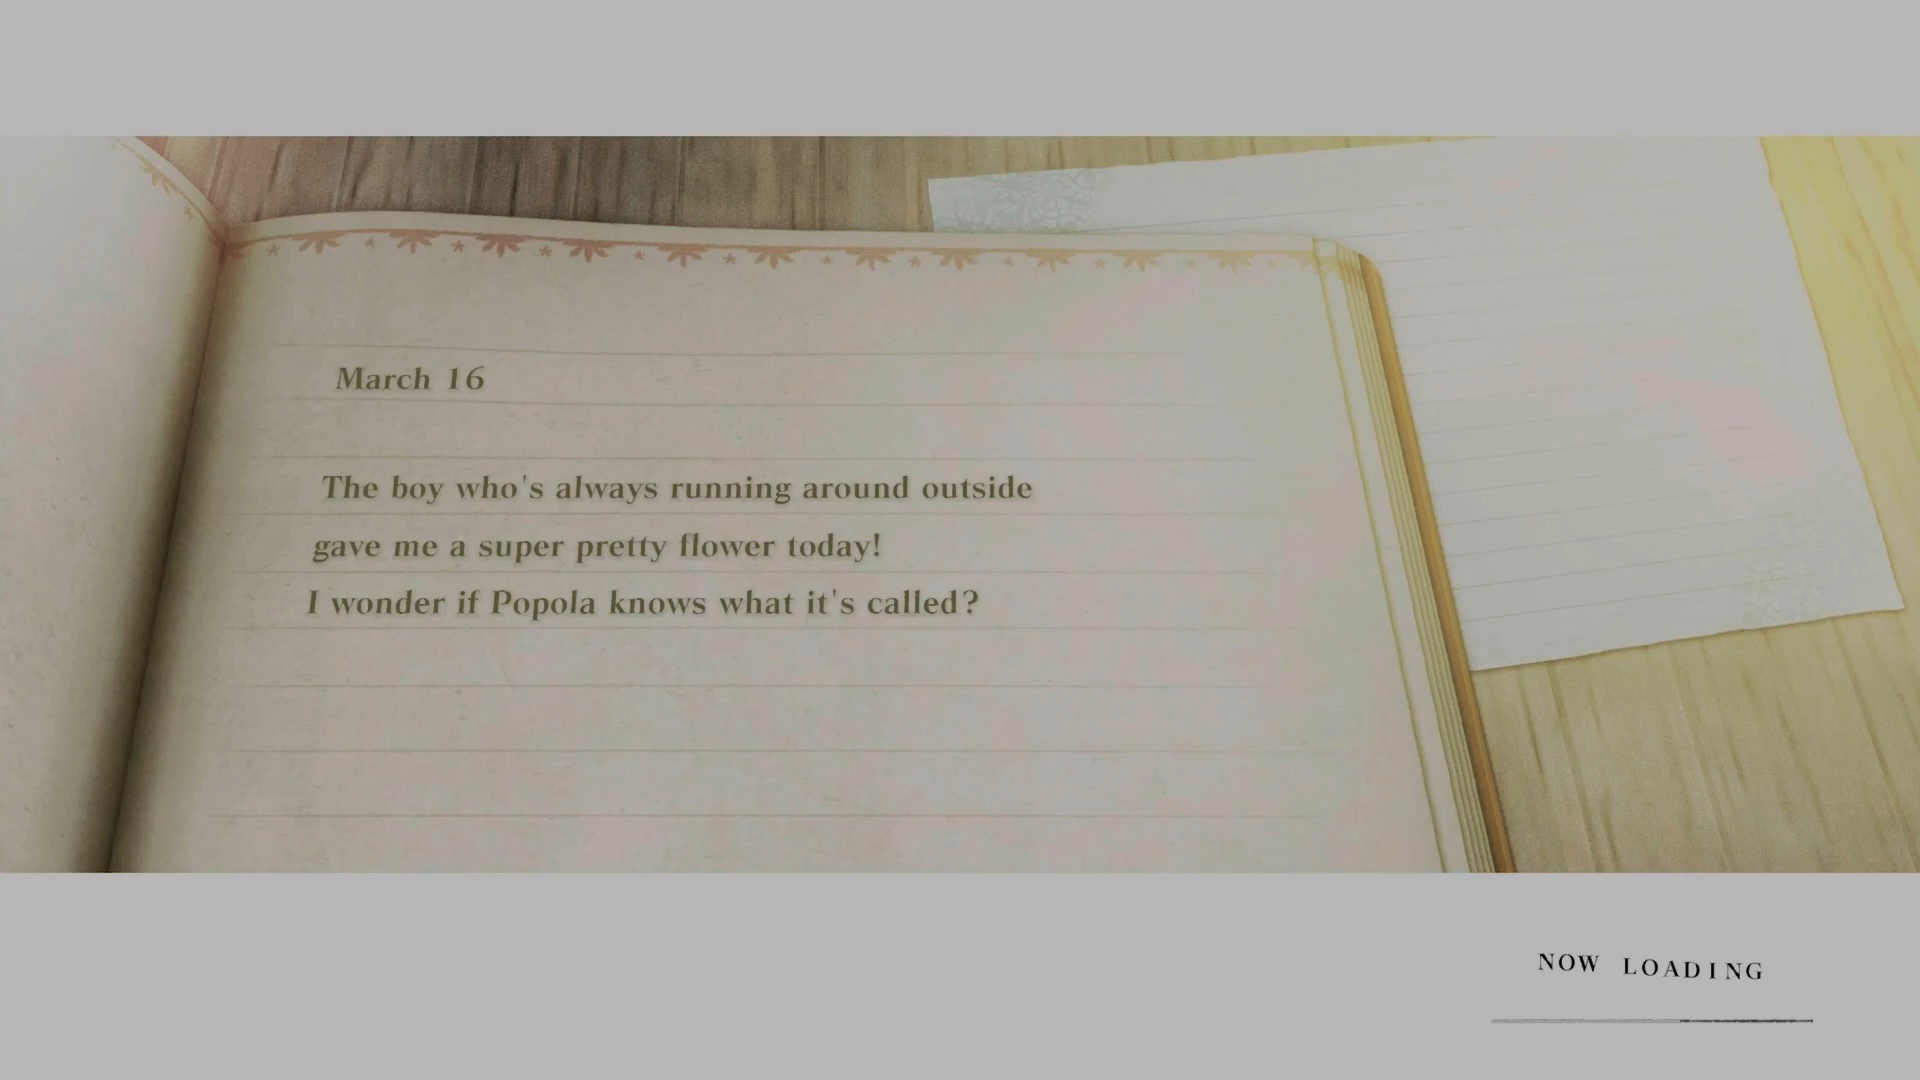 March 16
The boy who's always running around outside
gave me a super pretty flower today!
I wonder if Popola knows what it's called?
NOW LOADING